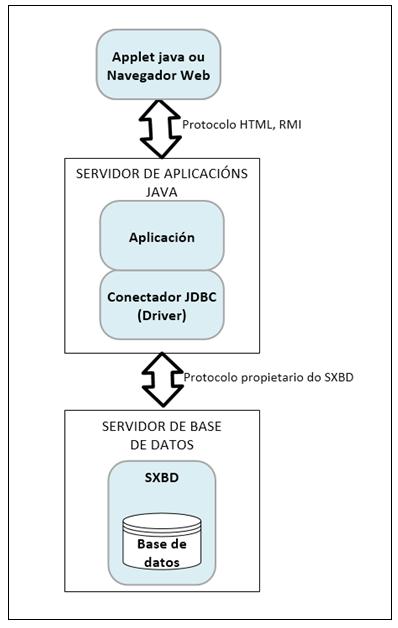 Applet java ou
Navegador Web
Protocolo HTML, RMI
SERVIDOR DE APLICACIÓNS
JAVA
Aplicación
Conectador JDBC
(Driver)
Protocolo propietario do SXBD
SERVIDOR DE BASE
DE DATOS
SXBD
Base de
datos